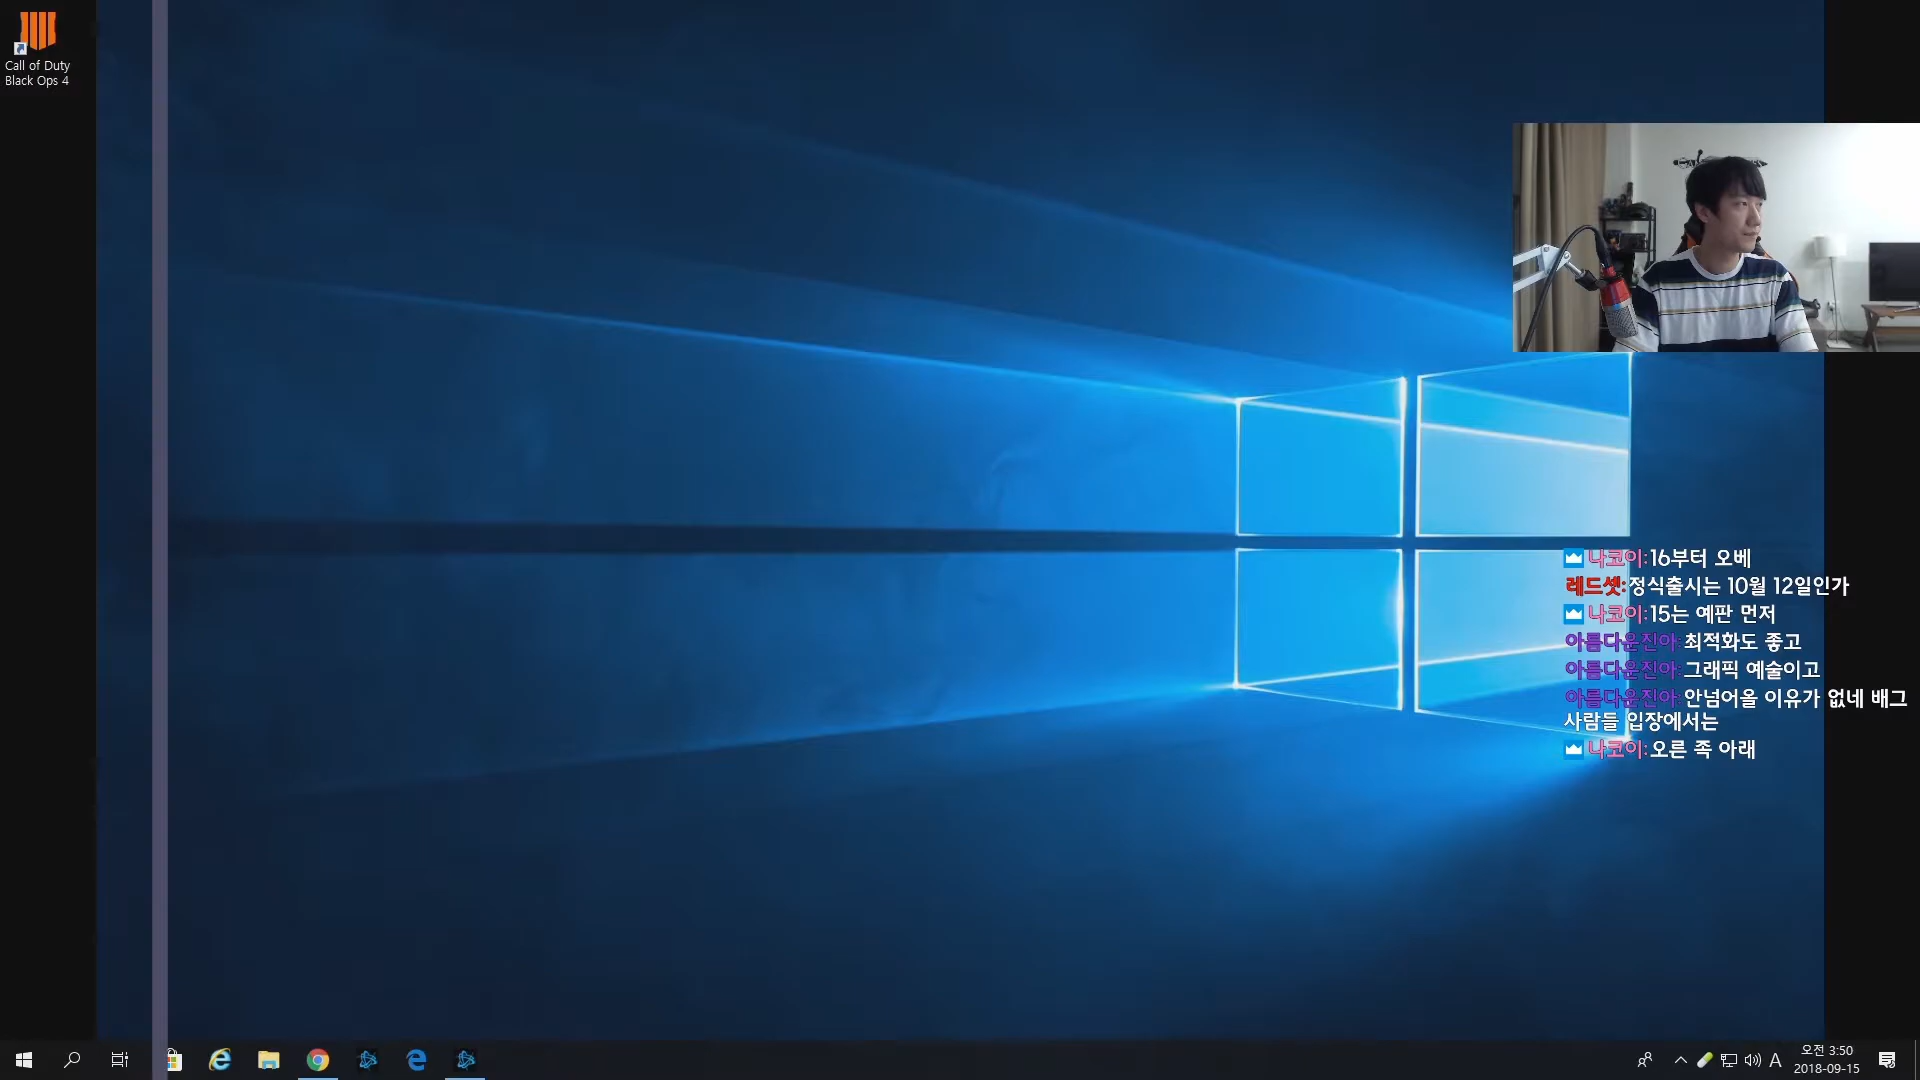 Call of Duty
Black Ops 4
나코이:16부터 오베
레드셋:정식출시는 10월 12일인가
나코이:15는 예판 먼저
아름다운진아:최적화도 좋고
아름다운진아:그래픽 예술이고
아름다운진아:안넘어올 이유가 없네 배그
사람들 입장에서는
나코이:오른 족 아래
A
오전 3:50
2018-09-15